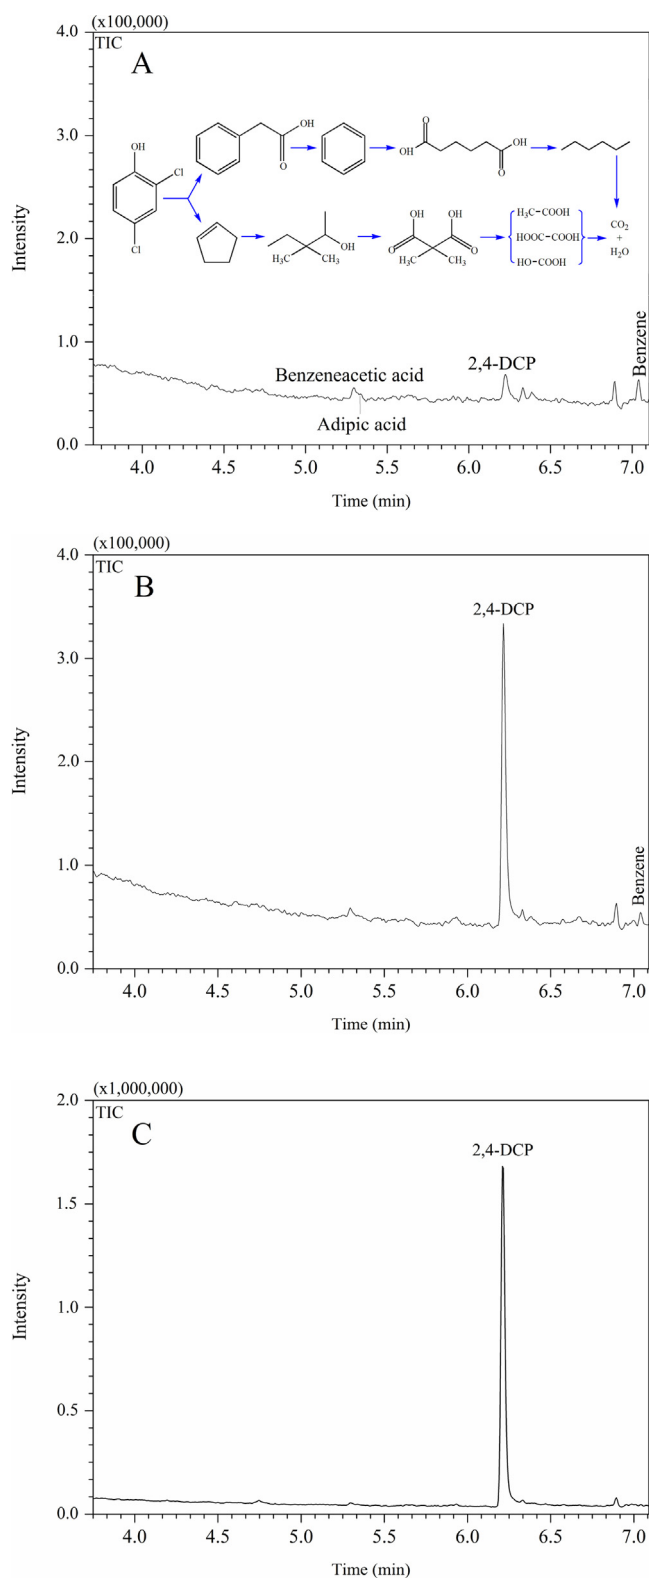 (x100,000)
4.0
TIC
A
3.0
2.0
1.0
0.0
Intensity
OH
Cl
Cl
OH
O
O
OH
OH
O
OH
H₃C
CH₃
OH
OH
O
O
H₃C
CH₃
H₃C-COOH
HOOC-COOH
HO-COOH
CO₂
+
H₂O
Benzeneacetic acid
Adipic acid
2,4-DCP
Benzene
4.0 4.5 5.0 5.5 6.0 6.5 7.0
Time (min)
(x100,000)
4.0
TIC
B
3.0
2.0
1.0
0.0
Intensity
2,4-DCP
Benzene
4.0 4.5 5.0 5.5 6.0 6.5 7.0
Time (min)
(x1,000,000)
2.0
TIC
C
1.5
1.0
0.5
0.0
Intensity
2,4-DCP
4.0 4.5 5.0 5.5 6.0 6.5 7.0
Time (min)